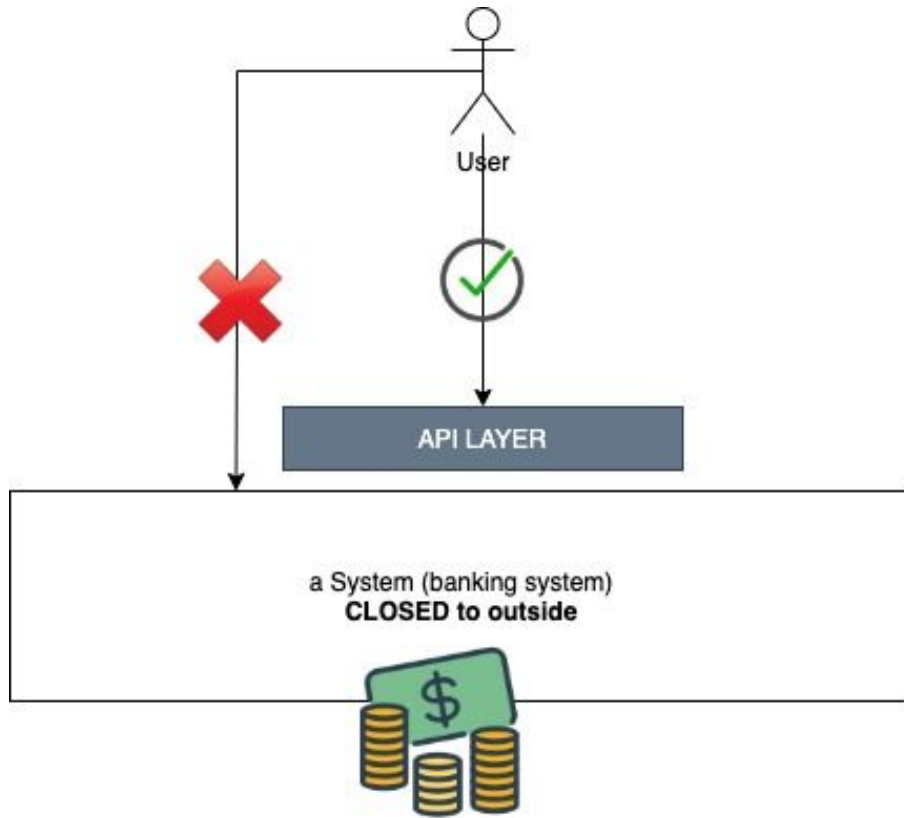 User
API LAYER
a System (banking system)
CLOSED to outside
$